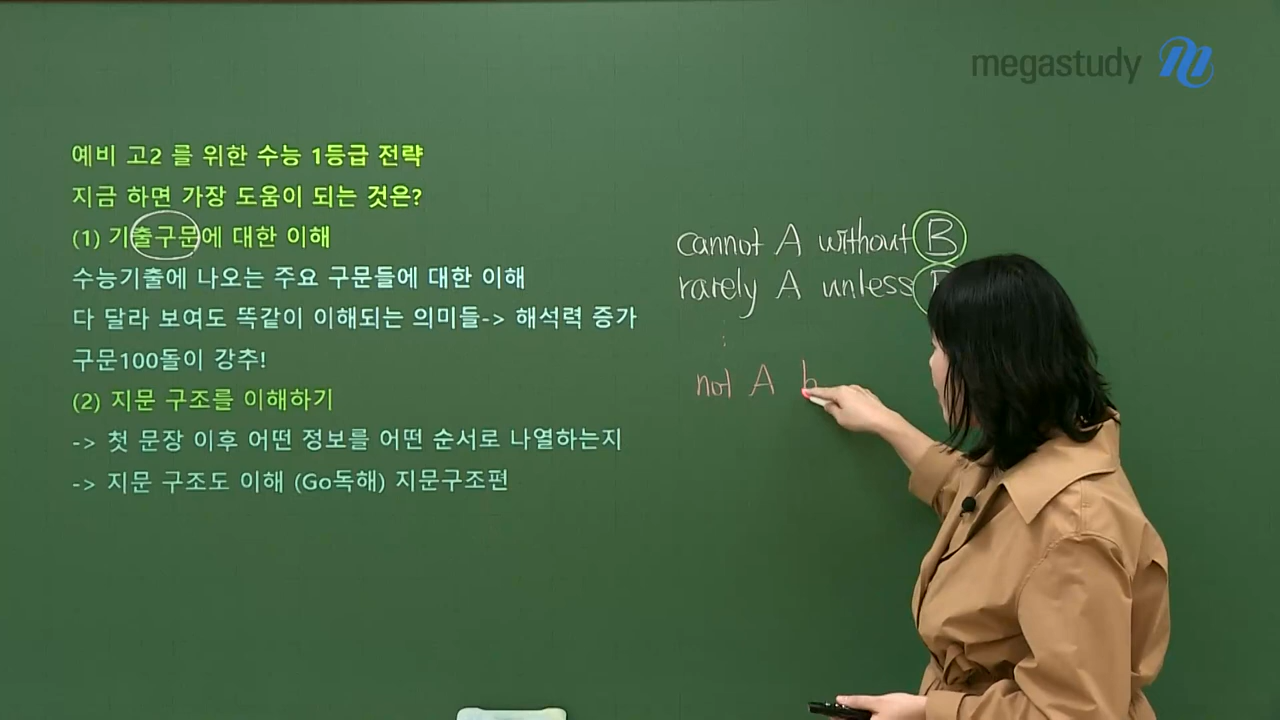 megastudy
예비 고2 를 위한 수능 1등급 전략
지금 하면 가장 도움이 되는 것은?
(1) 기출구문에 대한 이해
수능기출에 나오는 주요 구문들에 대한 이해
다 달라 보여도 똑같이 이해되는 의미들-> 해석력 증가
구문100돌이 강추!
(2) 지문 구조를 이해하기
-> 첫 문장 이후 어떤 정보를 어떤 순서로 나열하는지
-> 지문 구조도 이해 (Go독해) 지문구조편
cannot A without B
rarely A unless
not A b